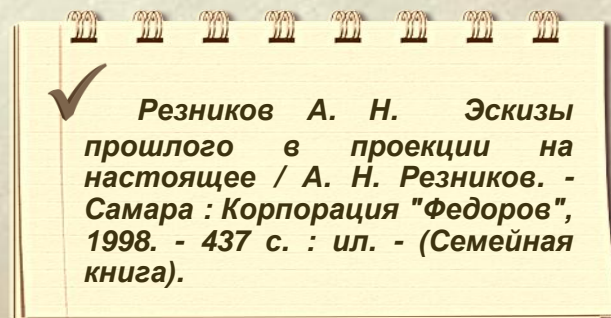 Резников А. Н. Эскизы
прошлого в проекции на
настоящее / А. Н. Резников. -
Самара : Корпорация "Федоров",
1998. - 437 с. : ил. - (Семейная
книга).